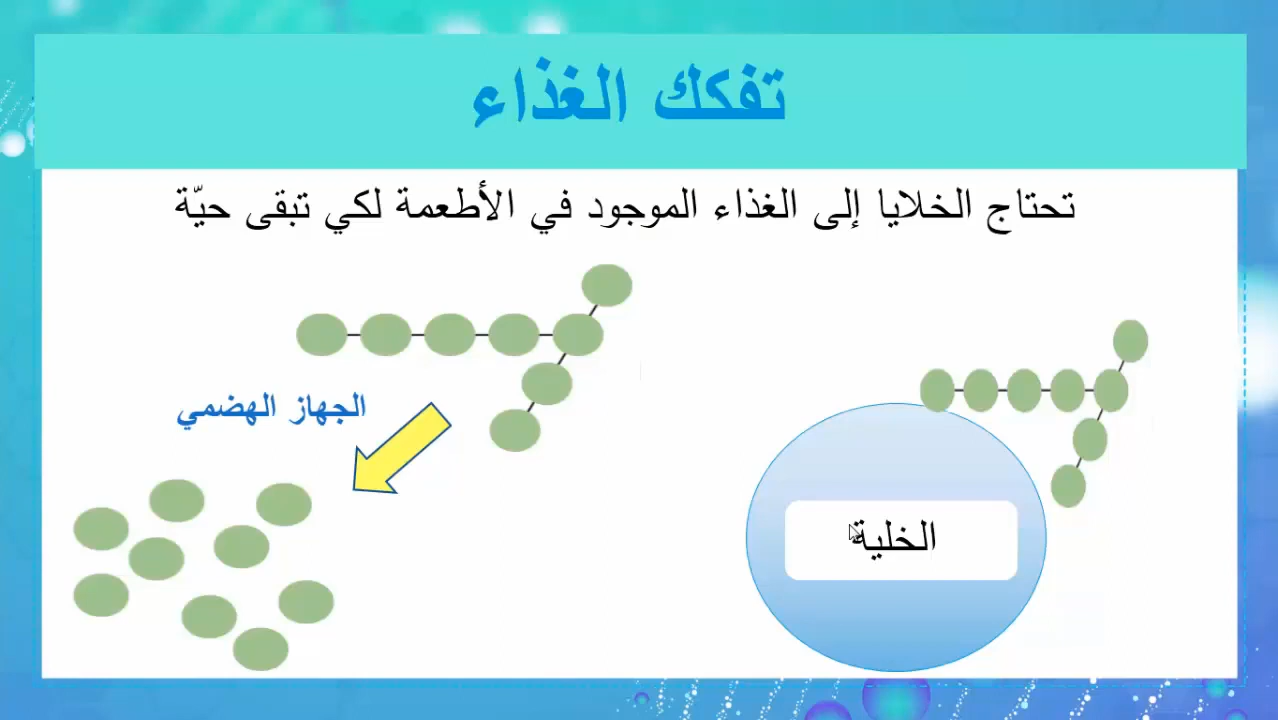 تفكك الغذاء
تحتاج الخلايا إلى الغذاء الموجود في الأطعمة لكي تبقى حيّة
الجهاز الهضمي
الخلية